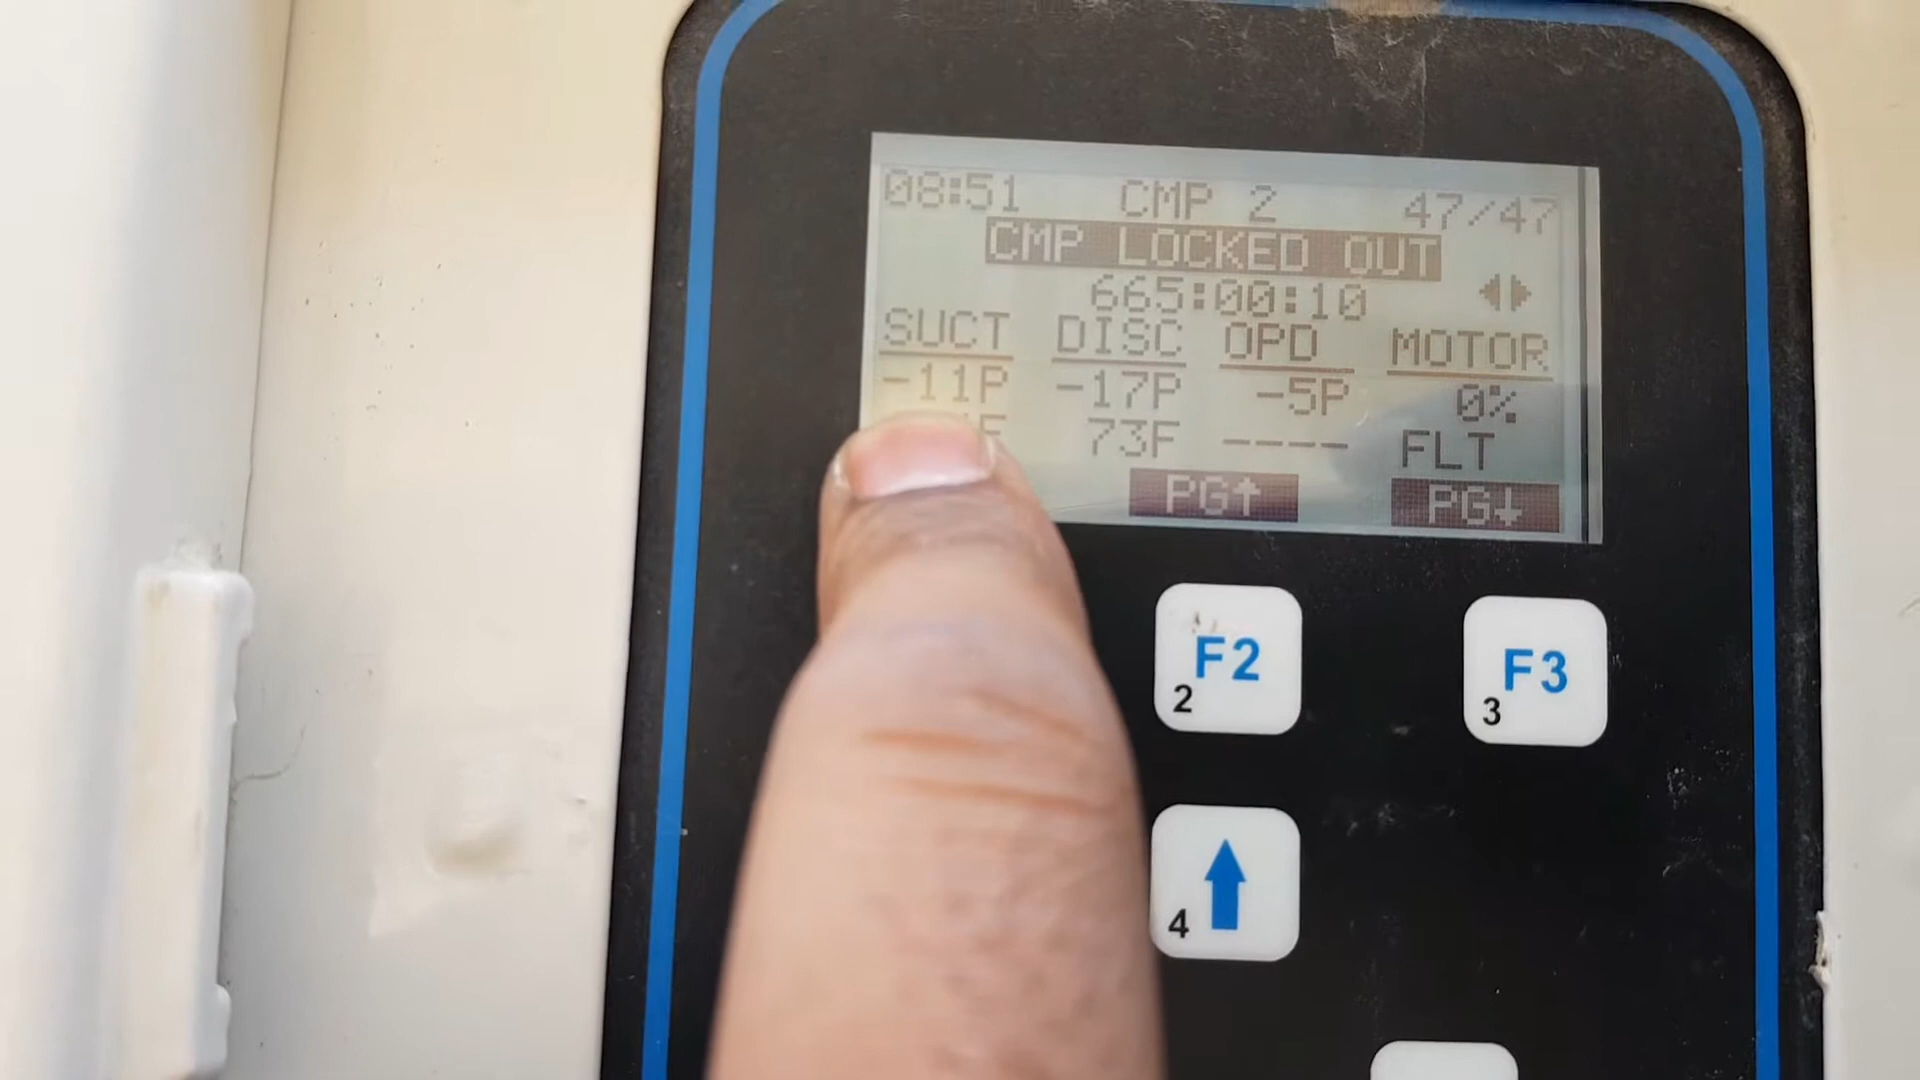 08:51 CMP 2 47/47
CMP LOCKED OUT
665:00:10
SUCT DISC OPD MOTOR
-11P -17P -5P 0%
F 73F ---- FLT
PG↑ PG↓
F2 F3
2 3
4